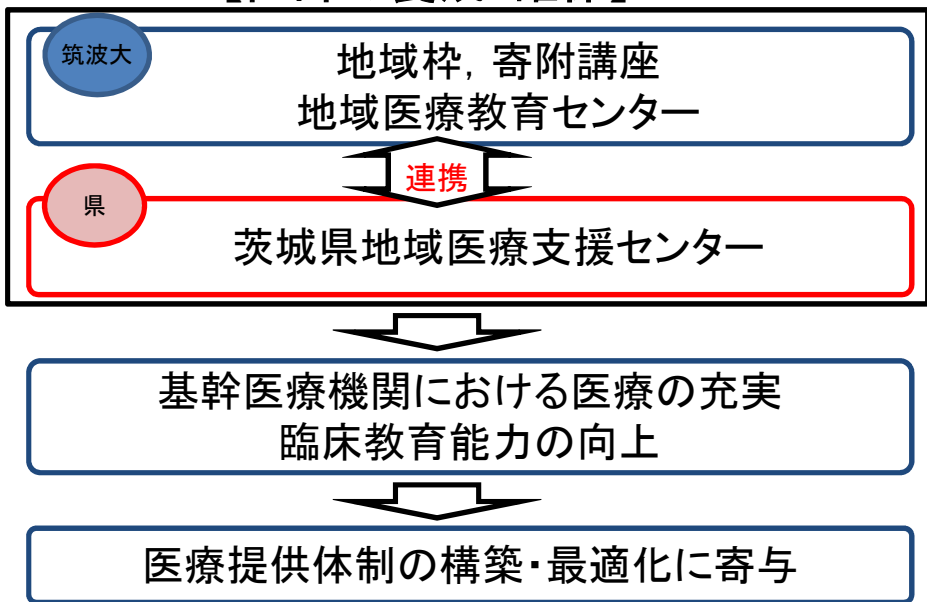 筑波大
地域枠，寄附講座
地域医療教育センター
連携
県
茨城県地域医療支援センター
基幹医療機関における医療の充実
臨床教育能力の向上
医療提供体制の構築・最適化に寄与